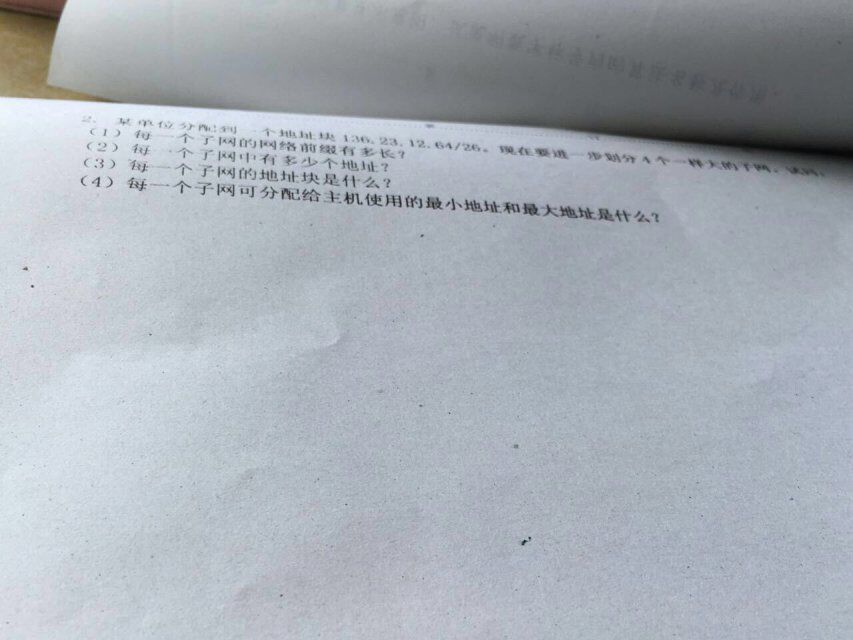 2. 某单位分配到一个地址块 136.23.12.64/26。现在要进一步划分 4 个一样大的子网。试问:
(1) 每一个子网的网络前缀有多长?
(2) 每一个子网中有多少个地址?
(3) 每一个子网的地址块是什么?
(4) 每一个子网可分配给主机使用的最小地址和最大地址是什么?